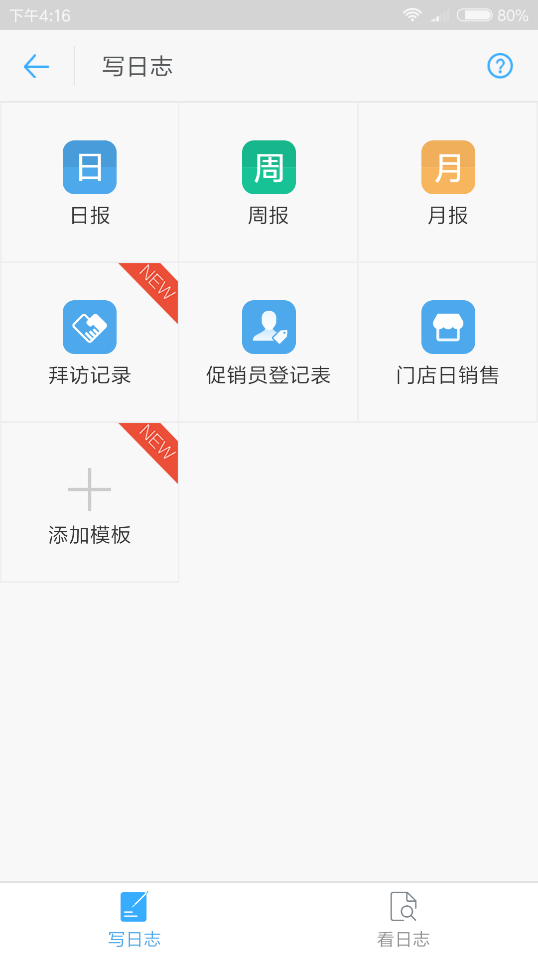 下午4:16 80%
写日志 ?
日 周 月
日报 周报 月报
NEW
拜访记录 促销员登记表 门店日销售
NEW
添加模板
写日志 看日志